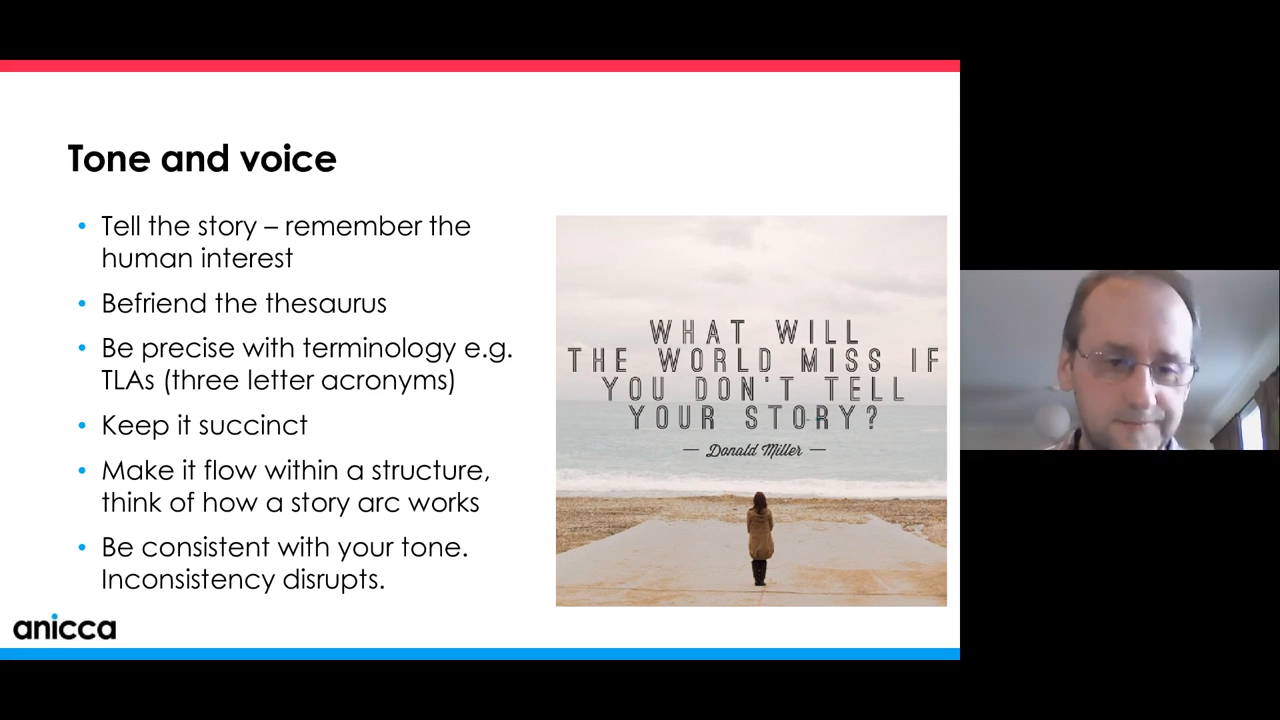 Tone and voice
• Tell the story – remember the
human interest
• Befriend the thesaurus
• Be precise with terminology e.g.
TLAs (three letter acronyms)
• Keep it succinct
• Make it flow within a structure,
think of how a story arc works
• Be consistent with your tone.
Inconsistency disrupts.
WHAT WILL
THE WORLD MISS IF
YOU DON'T TELL
YOUR STORY?
— Donald Miller —
anicca